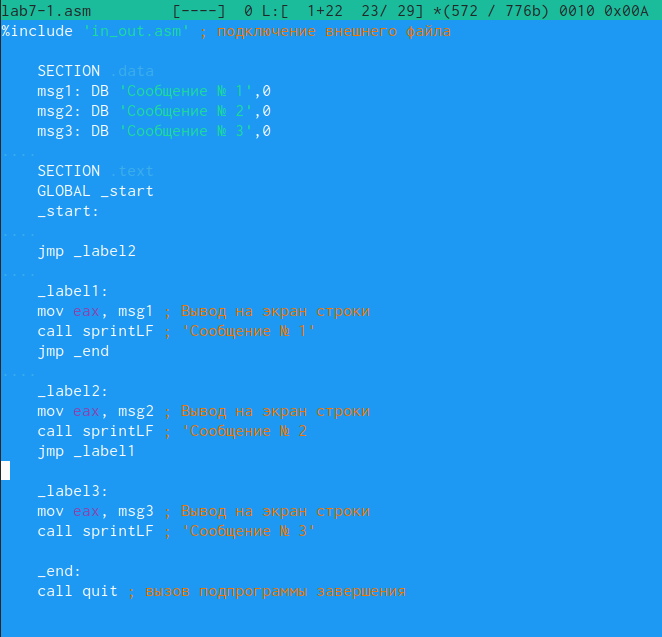 lab7-1.asm [----] 0 L:[ 1+22 23/ 29] *(572 / 776b) 0010 0x00A
%include 'in_out.asm' ; подключение внешнего файла
SECTION .data
msg1: DB 'Сообщение № 1',0
msg2: DB 'Сообщение № 2',0
msg3: DB 'Сообщение № 3',0
....
SECTION .text
GLOBAL _start
_start:
....
jmp _label2
....
_label1:
mov eax, msg1 ; Вывод на экран строки
call sprintLF ; 'Сообщение № 1'
jmp _end
....
_label2:
mov eax, msg2 ; Вывод на экран строки
call sprintLF ; 'Сообщение № 2
jmp _label1
_label3:
mov eax, msg3 ; Вывод на экран строки
call sprintLF ; 'Сообщение № 3'
_end:
call quit ; вызов подпрограммы завершения